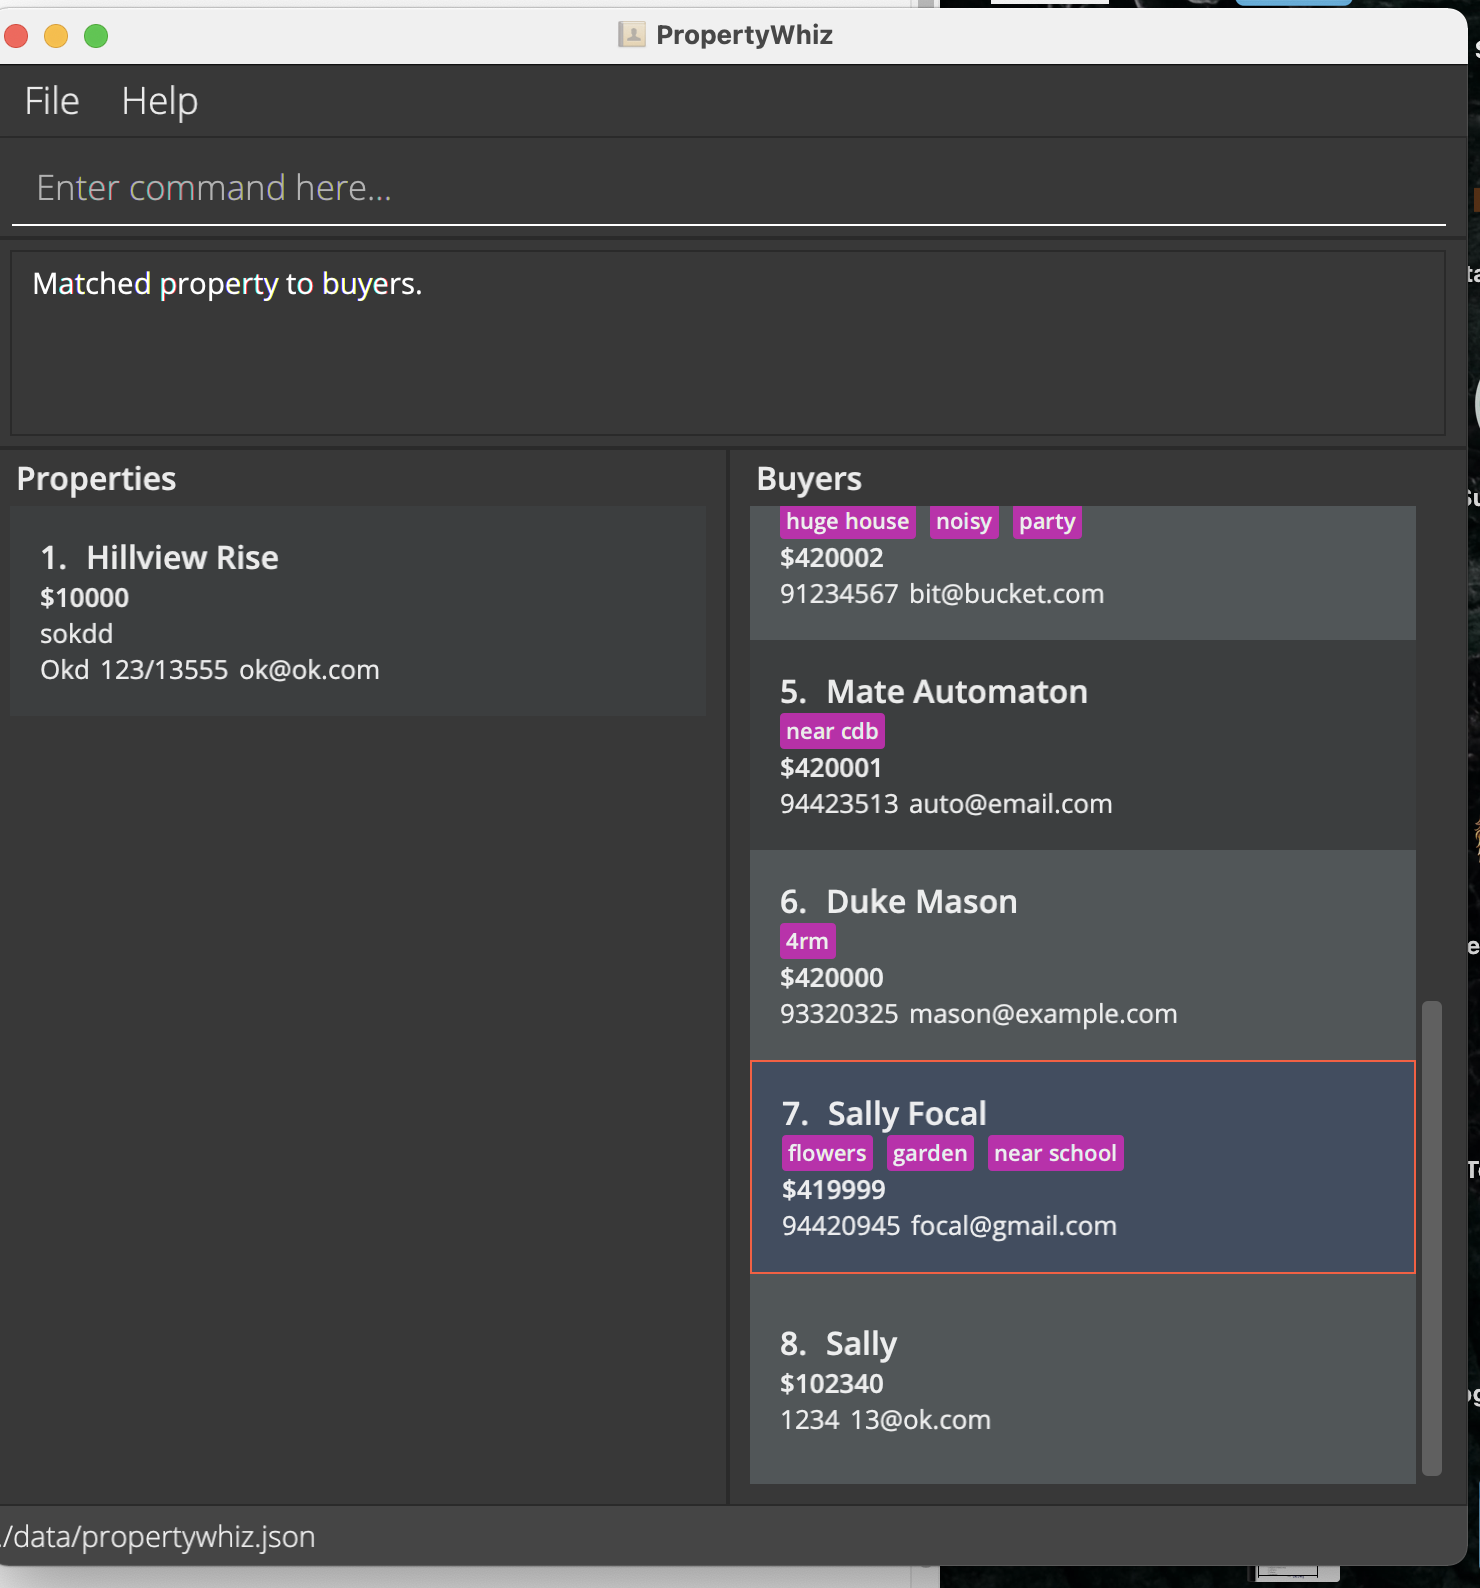 PropertyWhiz
File Help
Enter command here...
Matched property to buyers.
Properties
1. Hillview Rise
$10000
sokdd
Okd 123/13555 ok@ok.com
Buyers
huge house noisy party
$420002
91234567 bit@bucket.com
5. Mate Automaton
near cdb
$420001
94423513 auto@email.com
6. Duke Mason
4rm
$420000
93320325 mason@example.com
7. Sally Focal
flowers garden near school
$419999
94420945 focal@gmail.com
8. Sally
$102340
1234 13@ok.com
./data/propertywhiz.json